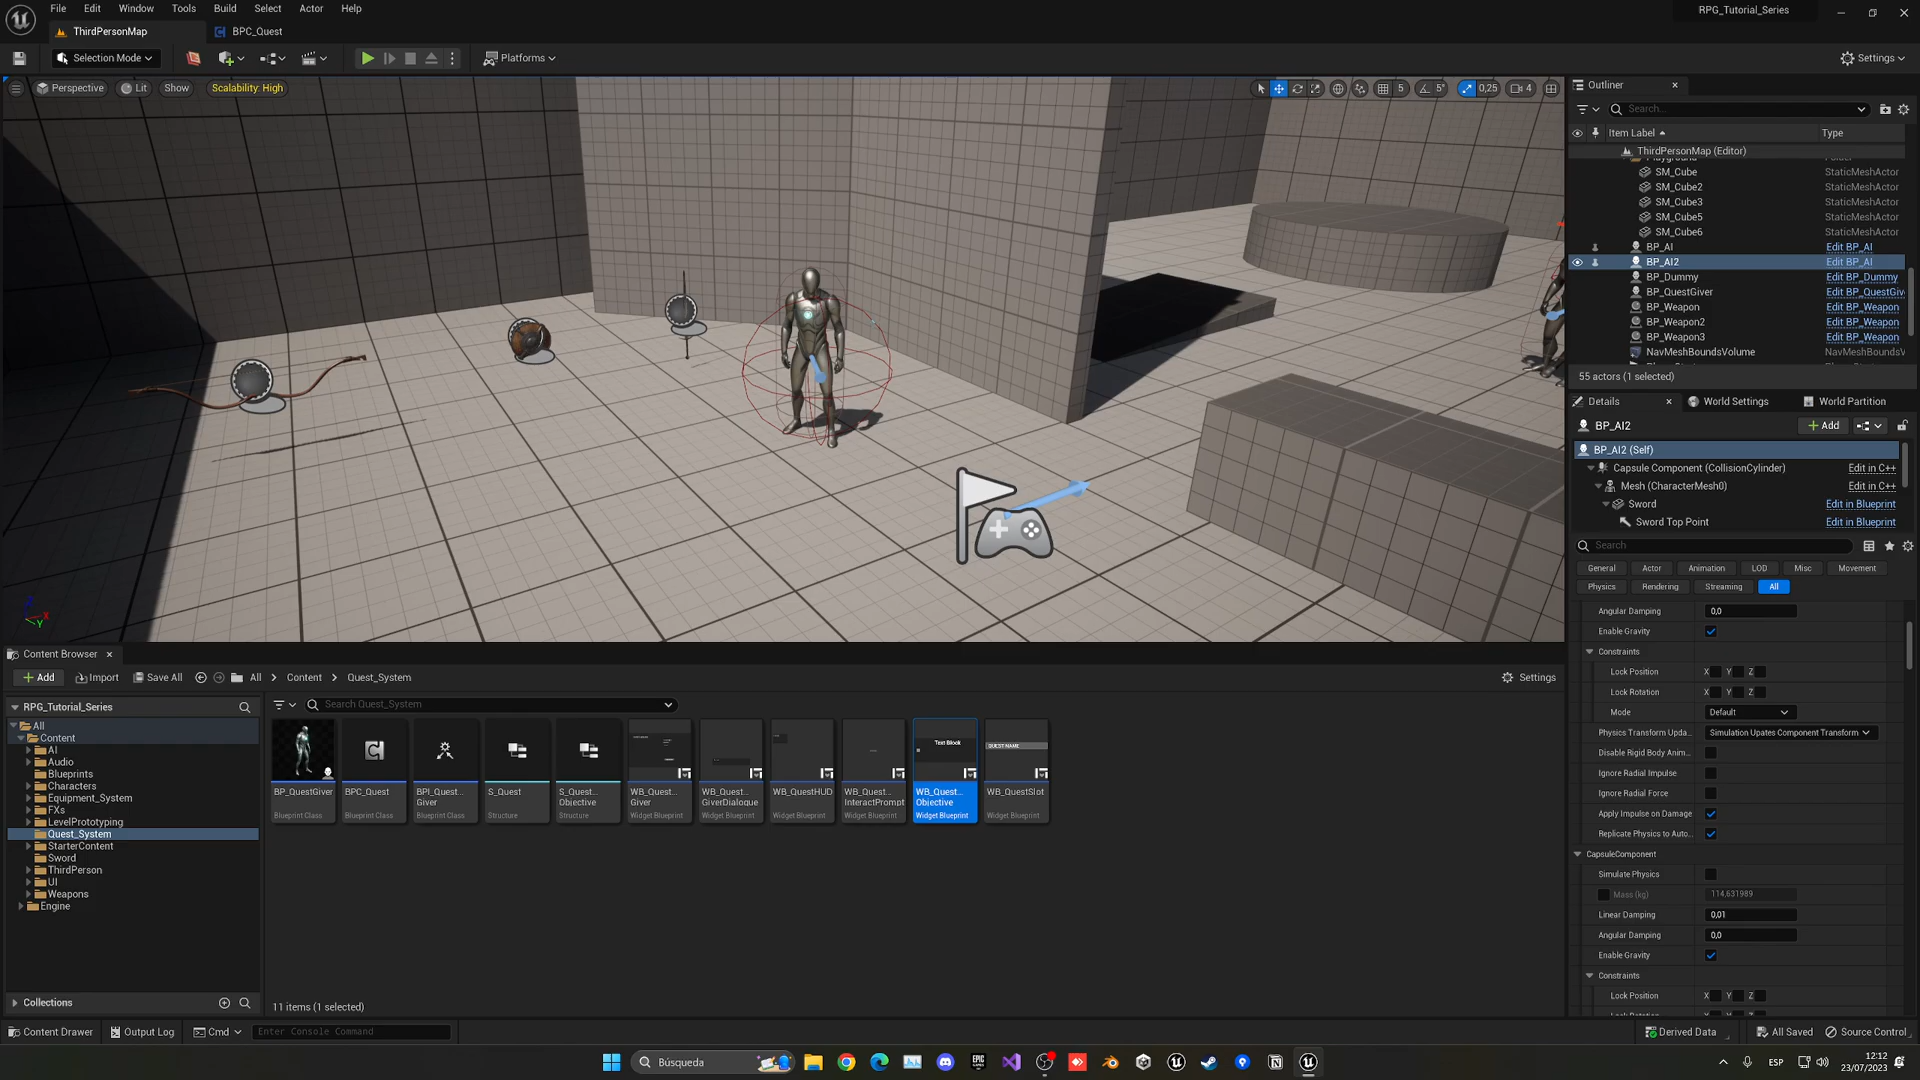 File Edit Window Tools Build Select Actor Help
RPG_Tutorial_Series
ThirdPersonMap
BPC_Quest
Selection Mode
Platforms
Settings
Perspective
Lit
Show
Scalability: High
5
5°
0,25
4
Outliner
Search...
Item Label
Type
ThirdPersonMap (Editor)
SM_Cube StaticMeshActor
SM_Cube2 StaticMeshActor
SM_Cube3 StaticMeshActor
SM_Cube5 StaticMeshActor
SM_Cube6 StaticMeshActor
BP_AI Edit BP_AI
BP_AI2 Edit BP_AI
BP_Dummy Edit BP_Dummy
BP_QuestGiver Edit BP_QuestGiv
BP_Weapon Edit BP_Weapon
BP_Weapon2 Edit BP_Weapon
BP_Weapon3 Edit BP_Weapon
NavMeshBoundsVolume NavMeshBoundsV
55 actors (1 selected)
Details
World Settings
World Partition
BP_AI2
Add
BP_AI2 (Self)
Capsule Component (CollisionCylinder) Edit in C++
Mesh (CharacterMesh0) Edit in C++
Sword Edit in Blueprint
Sword Top Point Edit in Blueprint
Search
General Actor Animation LOD Misc Movement
Physics Rendering Streaming All
Angular Damping 0,0
Enable Gravity
Constraints
Lock Position X Y Z
Lock Rotation X Y Z
Mode Default
Physics Transform Upda... Simulation Upates Component Transform
Disable Rigid Body Anim...
Ignore Radial Impulse
Ignore Radial Force
Apply Impulse on Damage
Replicate Physics to Auto...
CapsuleComponent
Simulate Physics
Mass (kg) 114,631989
Linear Damping 0,01
Angular Damping 0,0
Enable Gravity
Constraints
Lock Position X Y Z
Content Browser
Add
Import
Save All
All
Content
Quest_System
Settings
RPG_Tutorial_Series
All
Content
AI
Audio
Blueprints
Characters
Equipment_System
FXs
LevelPrototyping
Quest_System
StarterContent
Sword
ThirdPerson
UI
Weapons
Engine
Collections
Search Quest_System
BP_QuestGiver
Blueprint Class
BPC_Quest
Blueprint Class
BPI_Quest...
Giver
Blueprint Class
S_Quest
Structure
S_Quest...
Objective
Structure
WB_Quest...
Giver
Widget Blueprint
WB_Quest...
GiverDialogue
Widget Blueprint
WB_QuestHUD
Widget Blueprint
WB_Quest...
InteractPrompt
Widget Blueprint
Text Block
WB_Quest...
Objective
Widget Blueprint
QUEST NAME
WB_QuestSlot
Widget Blueprint
11 items (1 selected)
Content Drawer
Output Log
Cmd
Enter Console Command
Derived Data
All Saved
Source Control
Búsqueda
ESP
12:12
23/07/2023